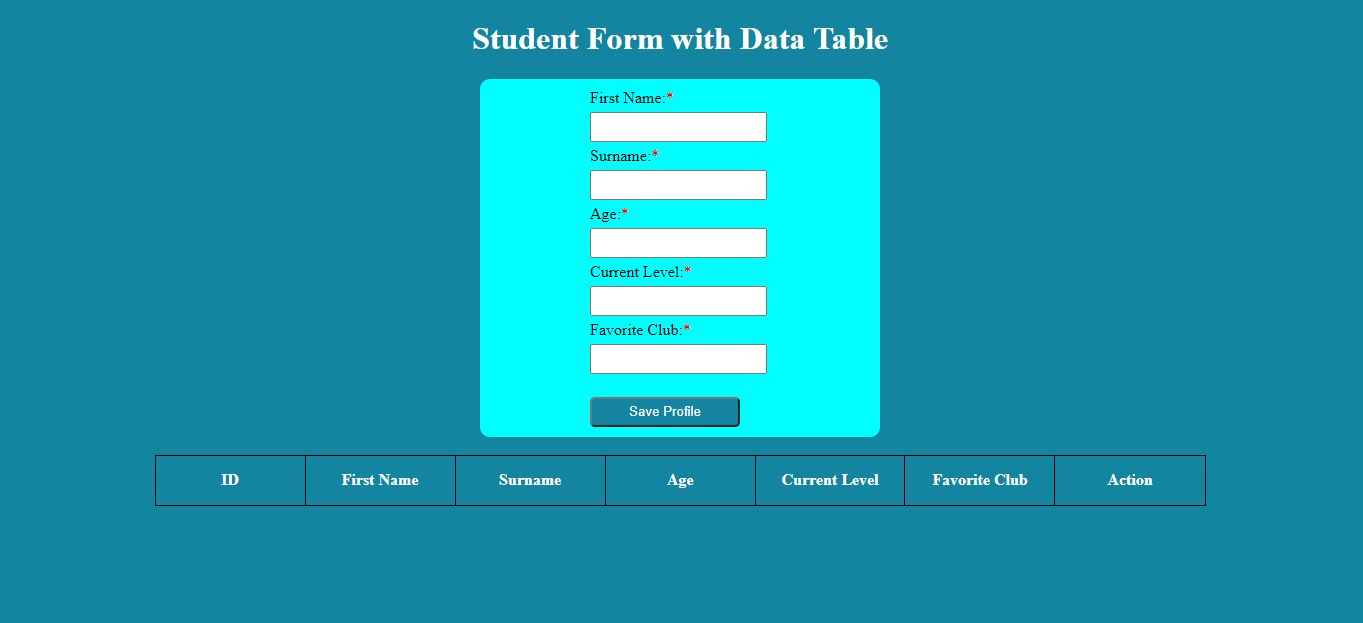 Student Form with Data Table
First Name:*
Surname:*
Age:*
Current Level:*
Favorite Club:*
Save Profile
ID First Name Surname Age Current Level Favorite Club Action